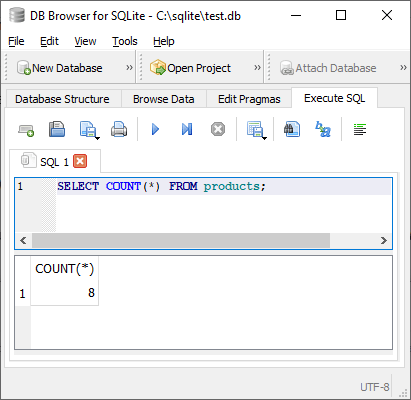 DB Browser for SQLite - C:\sqlite\test.db
File Edit View Tools Help
New Database » Open Project » Attach Database »
Database Structure Browse Data Edit Pragmas Execute SQL
SQL 1
1 SELECT COUNT(*) FROM products;
COUNT(*)
1 8
UTF-8